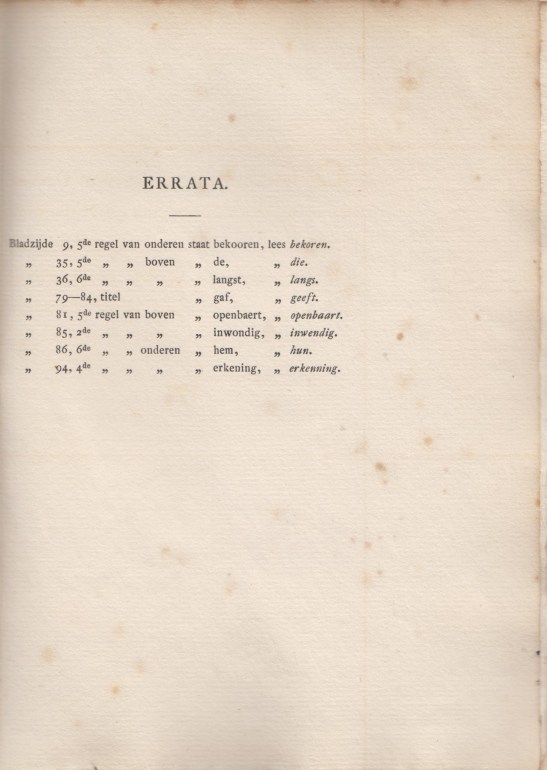 ERRATA.
Bladzijde 9, 5de regel van onderen staat bekooren, lees bekoren.
„ 35, 5de „ „ boven „ de, „ die.
„ 36, 6de „ „ „ „ langst, „ langs.
„ 79—84, titel „ gaf, „ geeft.
„ 81, 5de regel van boven „ openbaert, „ openbaart.
„ 85, 2de „ „ „ „ inwondig, „ inwendig.
„ 86, 6de „ „ onderen „ hem, „ hun.
„ 94, 4de „ „ „ „ erkening, „ erkenning.